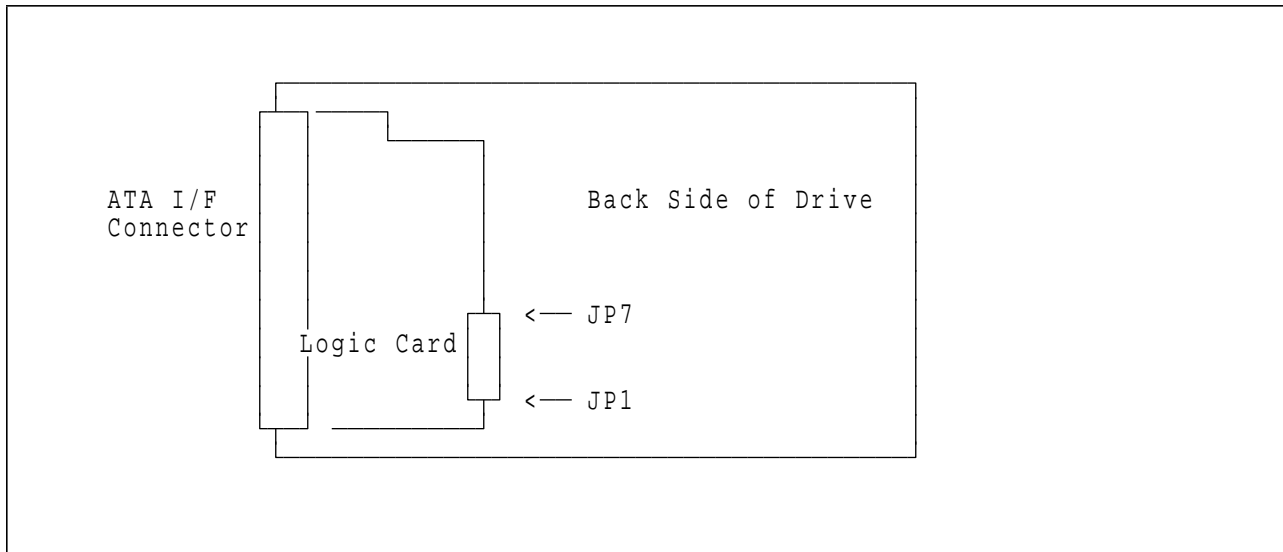 ATA I/F
Connector
Back Side of Drive
<── JP7
Logic Card
<── JP1